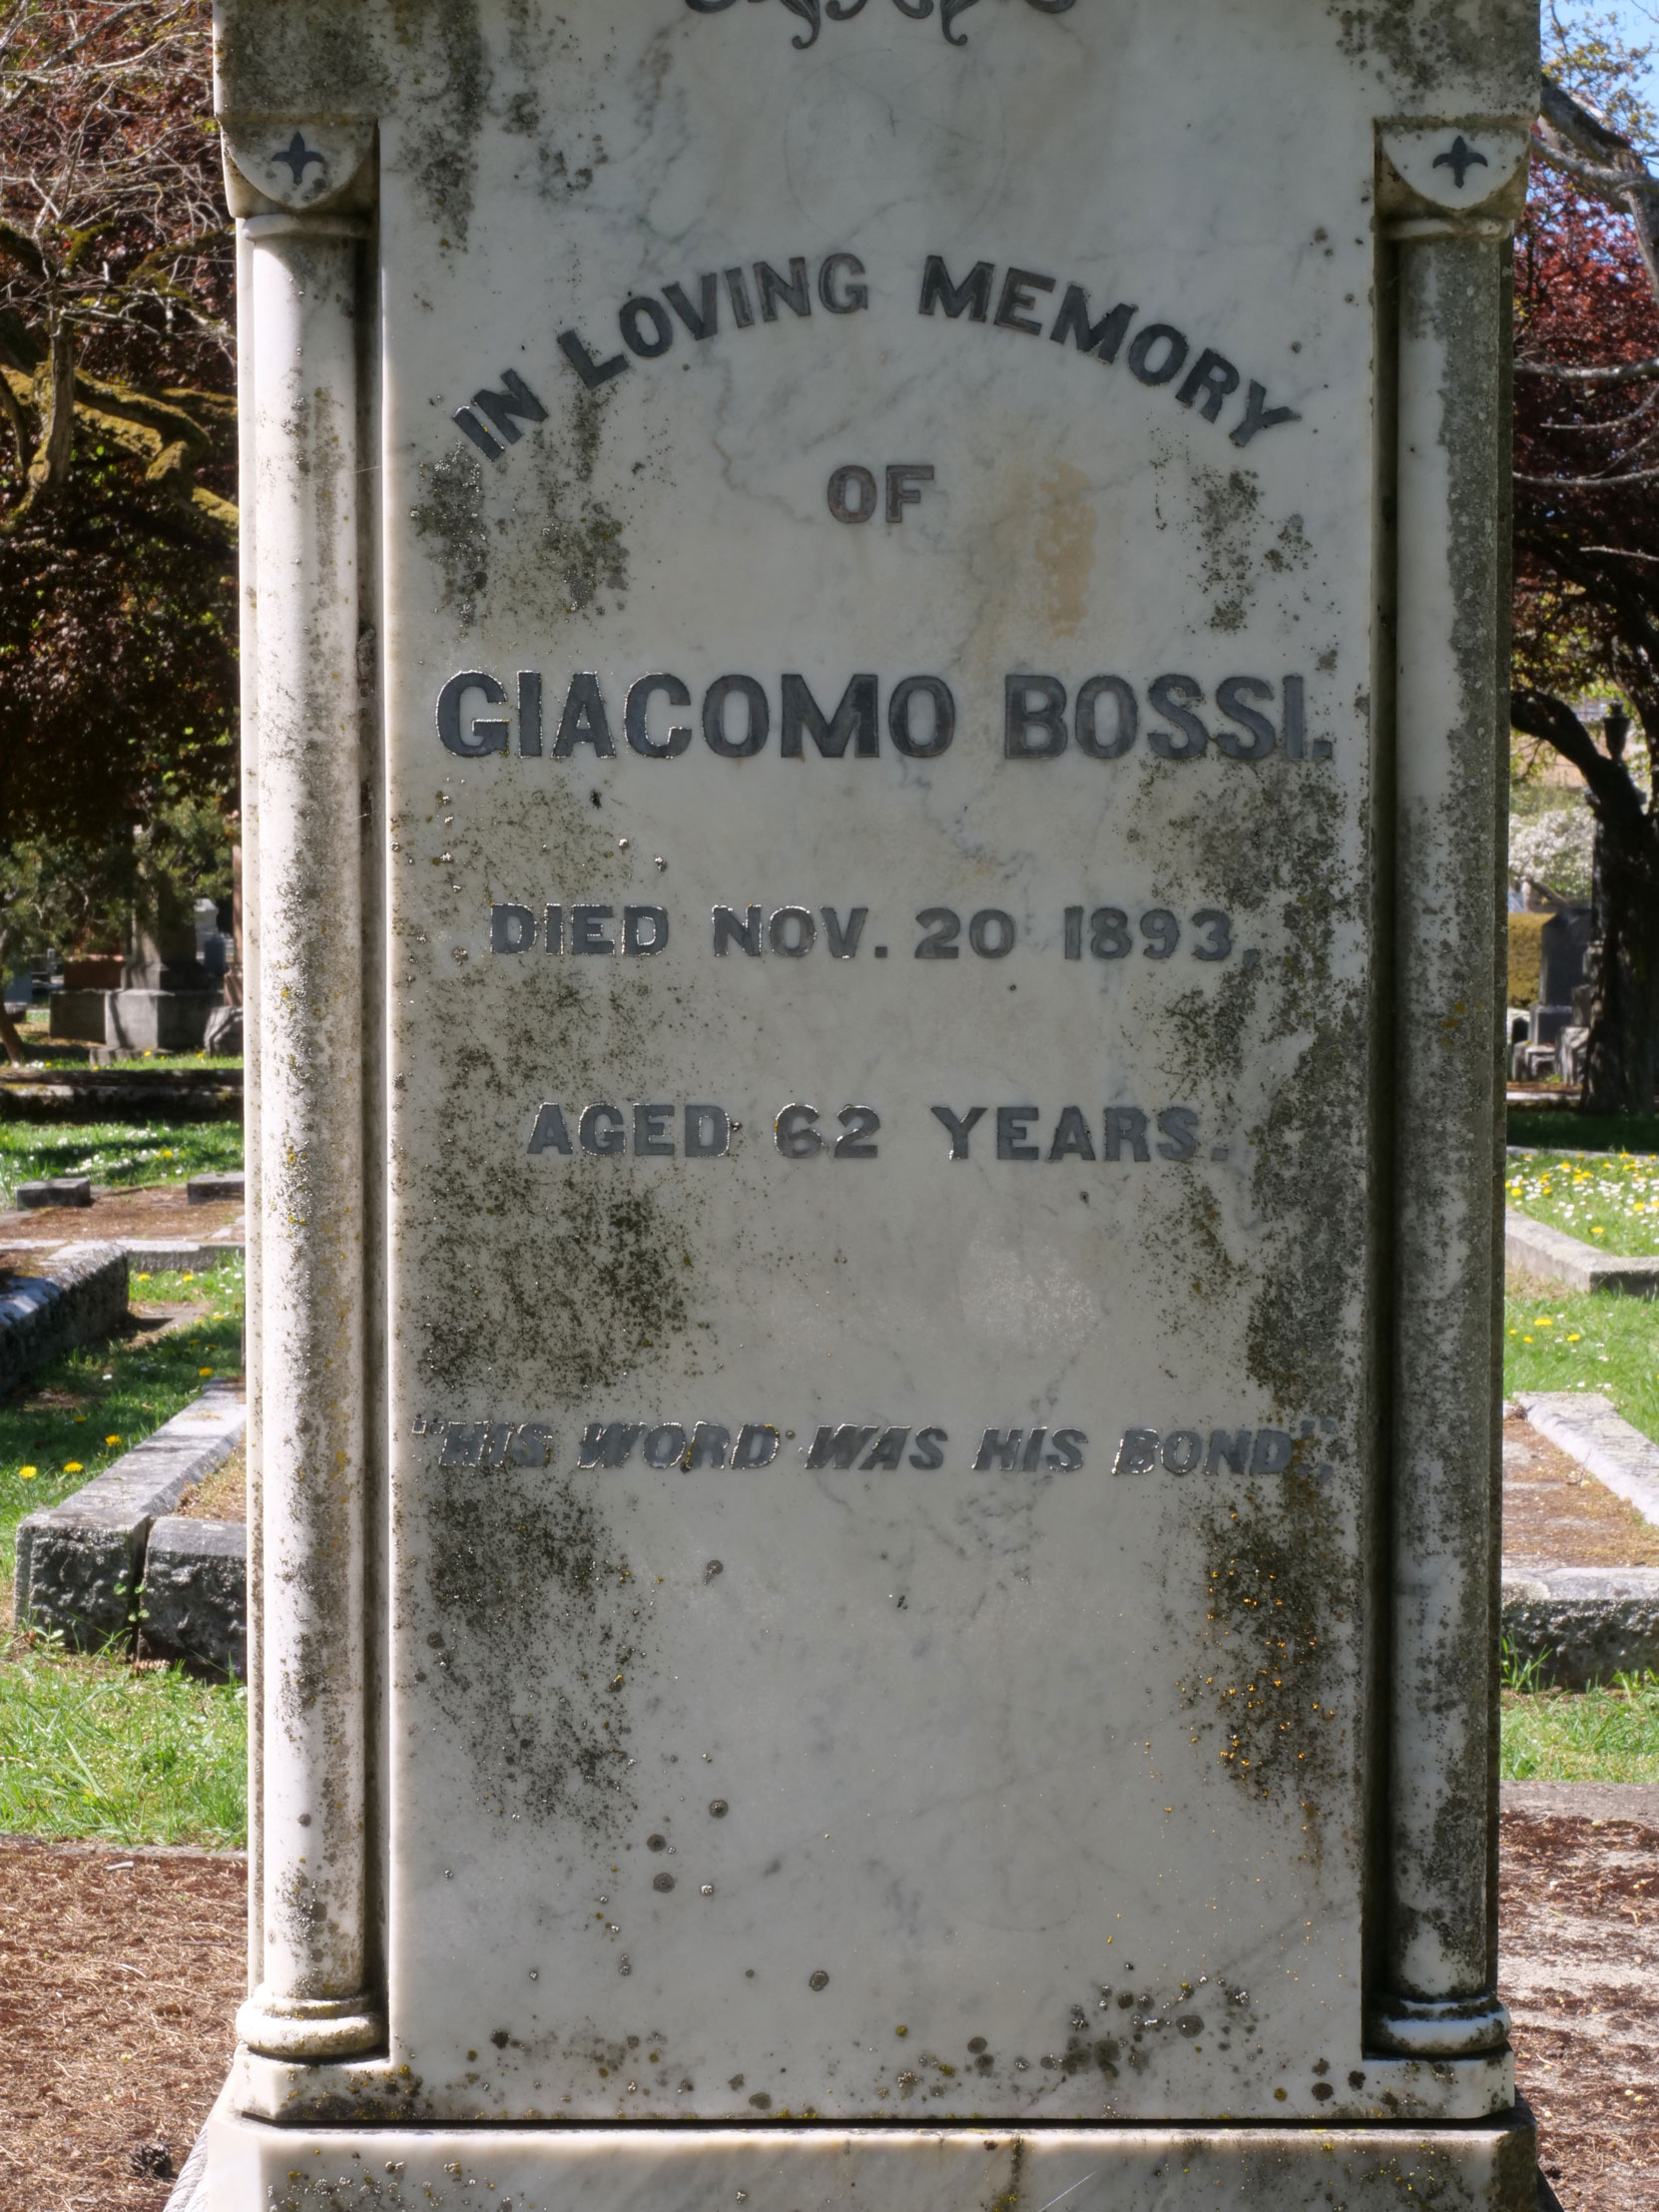 IN LOVING MEMORY
OF
GIACOMO BOSSI.
DIED NOV. 20 1893,
AGED 62 YEARS.
"HIS WORD WAS HIS BOND",